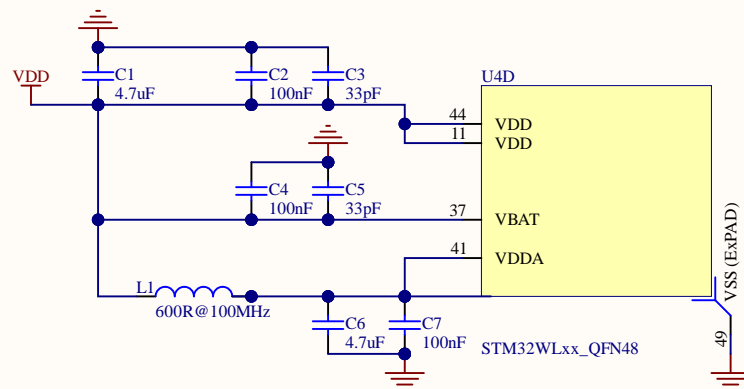 U4D
VDD
C1
4.7uF
C2
100nF
C3
33pF
44
VDD
11
VDD
C4
100nF
C5
33pF
37
VBAT
41
VDDA
VSS (ExPAD)
L1
600R@100MHz
C6
4.7uF
C7
100nF
49
STM32WLxx_QFN48